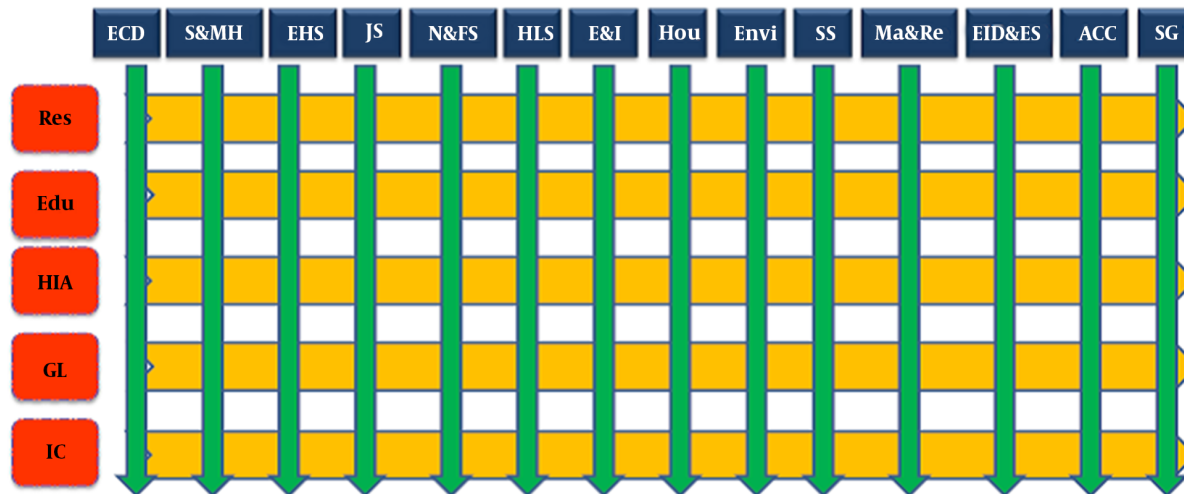 ECD S&MH EHS JS N&FS HLS E&I Hou Envi SS Ma&Re EID&ES ACC SG
Res
Edu
HIA
GL
IC